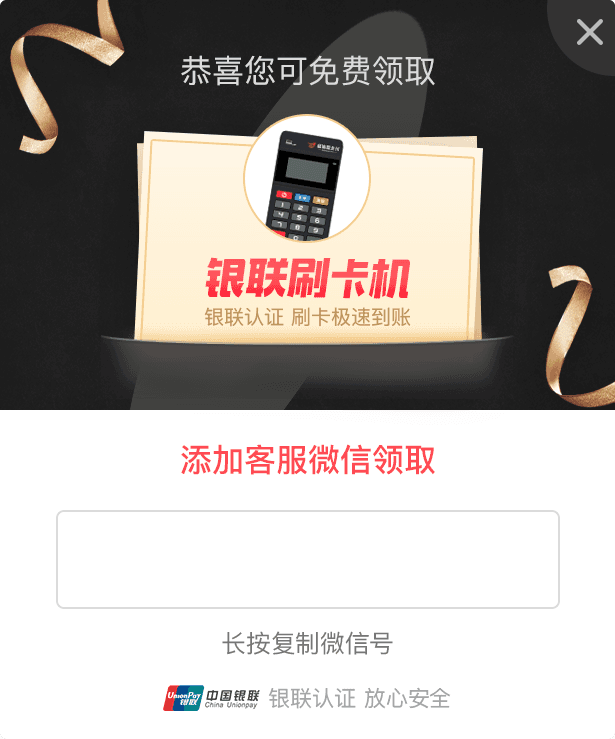 恭喜您可免费领取
银联刷卡机
银联认证 刷卡极速到账
添加客服微信领取
长按复制微信号
UnionPay 银联 中国银联 China Unionpay 银联认证 放心安全